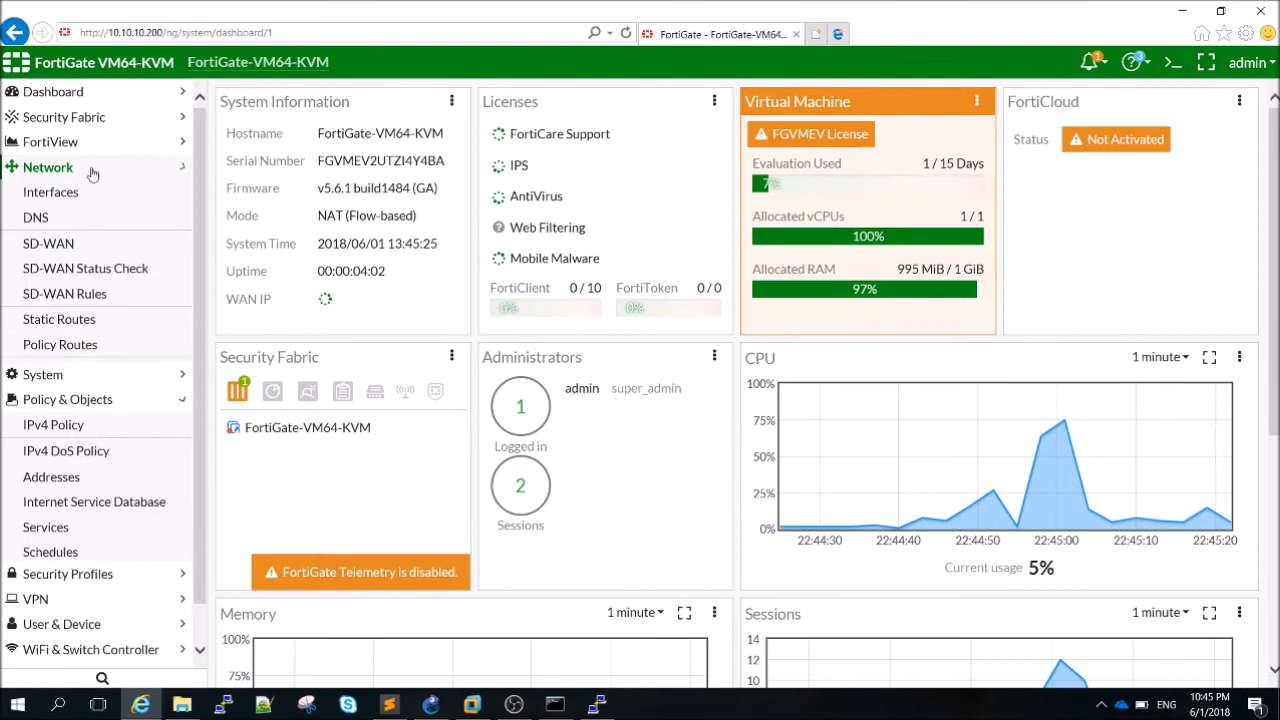 http://10.10.10.200/ng/system/dashboard/1
FortiGate - FortiGate-VM64...
FortiGate VM64-KVM
FortiGate-VM64-KVM
1
3
admin
Dashboard
Security Fabric
FortiView
Network
Interfaces
DNS
SD-WAN
SD-WAN Status Check
SD-WAN Rules
Static Routes
Policy Routes
System
Policy & Objects
IPv4 Policy
IPv4 DoS Policy
Addresses
Internet Service Database
Services
Schedules
Security Profiles
VPN
User & Device
WiFi & Switch Controller
System Information
Hostname FortiGate-VM64-KVM
Serial Number FGVMEV2UTZI4Y4BA
Firmware v5.6.1 build1484 (GA)
Mode NAT (Flow-based)
System Time 2018/06/01 13:45:25
Uptime 00:00:04:02
WAN IP
Licenses
FortiCare Support
IPS
AntiVirus
Web Filtering
Mobile Malware
FortiClient 0 / 10 FortiToken 0 / 0
0% 0%
Virtual Machine
FGVMEV License
Evaluation Used 1 / 15 Days
7%
Allocated vCPUs 1 / 1
100%
Allocated RAM 995 MiB / 1 GiB
97%
FortiCloud
Status Not Activated
Security Fabric
1
FortiGate-VM64-KVM
FortiGate Telemetry is disabled.
Administrators
1 admin super_admin
Logged in
2
Sessions
CPU 1 minute
100%
75%
50%
25%
0%
22:44:30 22:44:40 22:44:50 22:45:00 22:45:10 22:45:20
Current usage 5%
Memory 1 minute
100%
75%
Sessions 1 minute
14
12
10
ENG
10:45 PM
6/1/2018
1